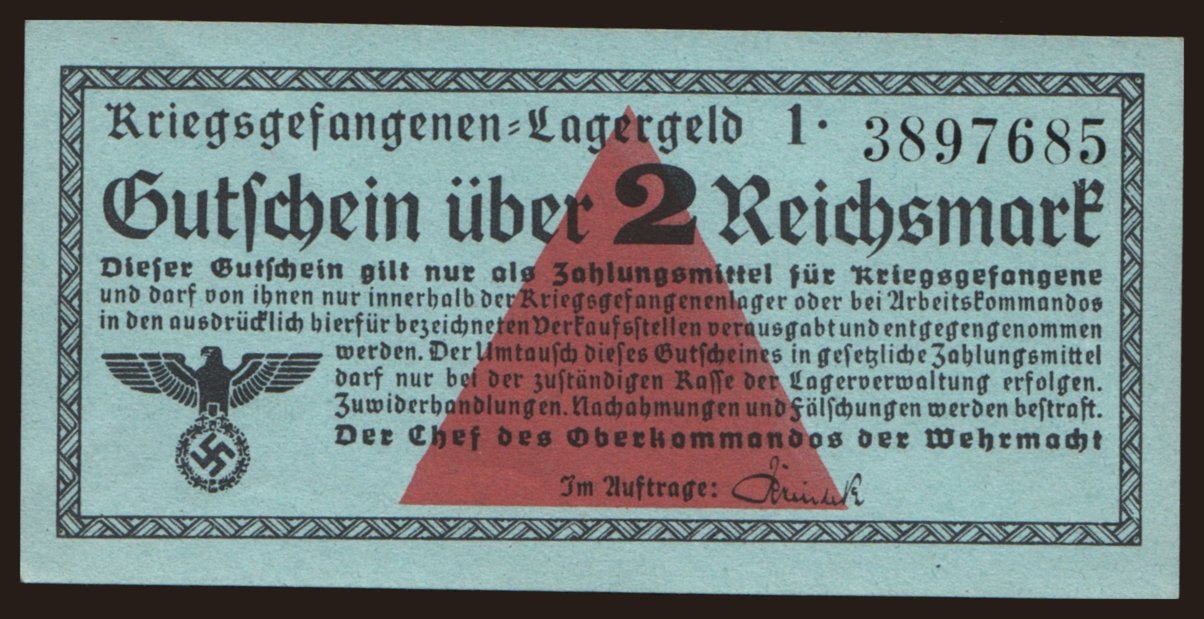 Kriegsgefangenen-Lagergeld 1· 3897685
Gutschein über 2 Reichsmark
Dieser Gutschein gilt nur als Zahlungsmittel für Kriegsgefangene
und darf von ihnen nur innerhalb der Kriegsgefangenenlager oder bei Arbeitskommandos
in den ausdrücklich hierfür bezeichneten Verkaufsstellen verausgabt und entgegengenommen
werden. Der Umtausch dieses Gutscheines in gesetzliche Zahlungsmittel
darf nur bei der zuständigen Kasse der Lagerverwaltung erfolgen.
Zuwiderhandlungen. Nachahmungen und Fälschungen werden bestraft.
Der Chef des Oberkommandos der Wehrmacht
Im Auftrage: